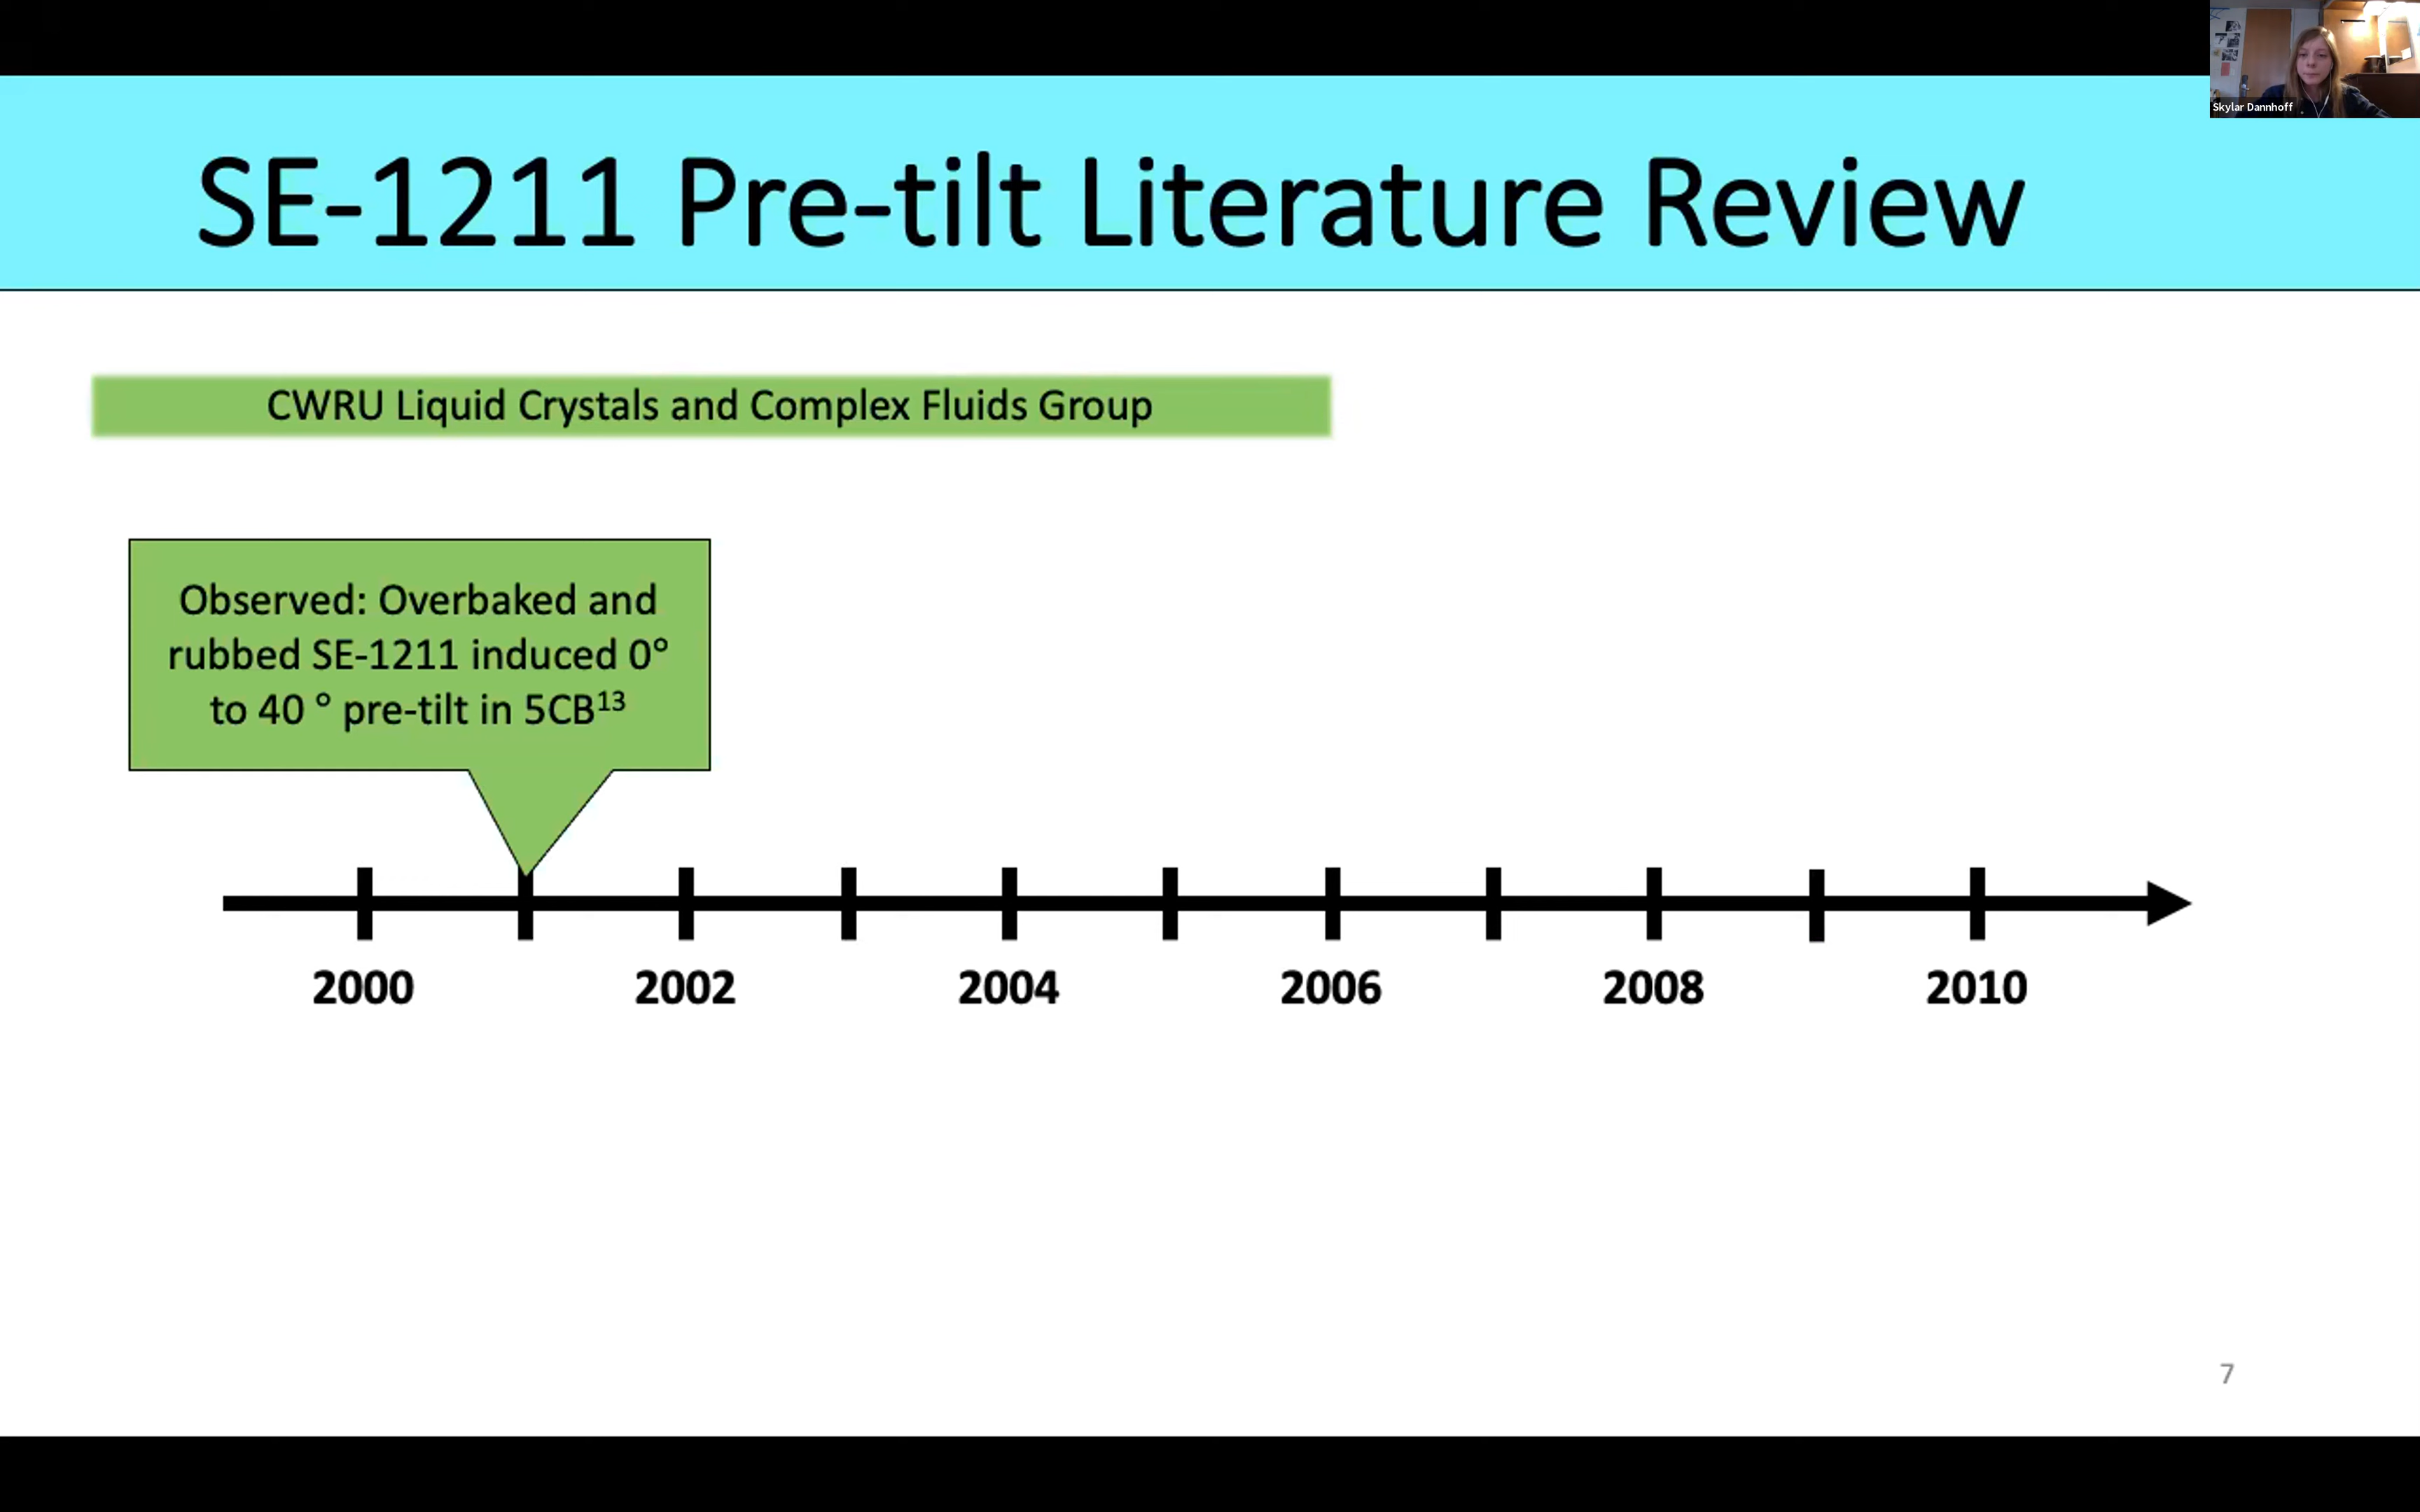 Skylar Dannhoff
SE-1211 Pre-tilt Literature Review
CWRU Liquid Crystals and Complex Fluids Group
Observed: Overbaked and
rubbed SE-1211 induced 0°
to 40 ° pre-tilt in 5CB¹³
2000 2002 2004 2006 2008 2010
7